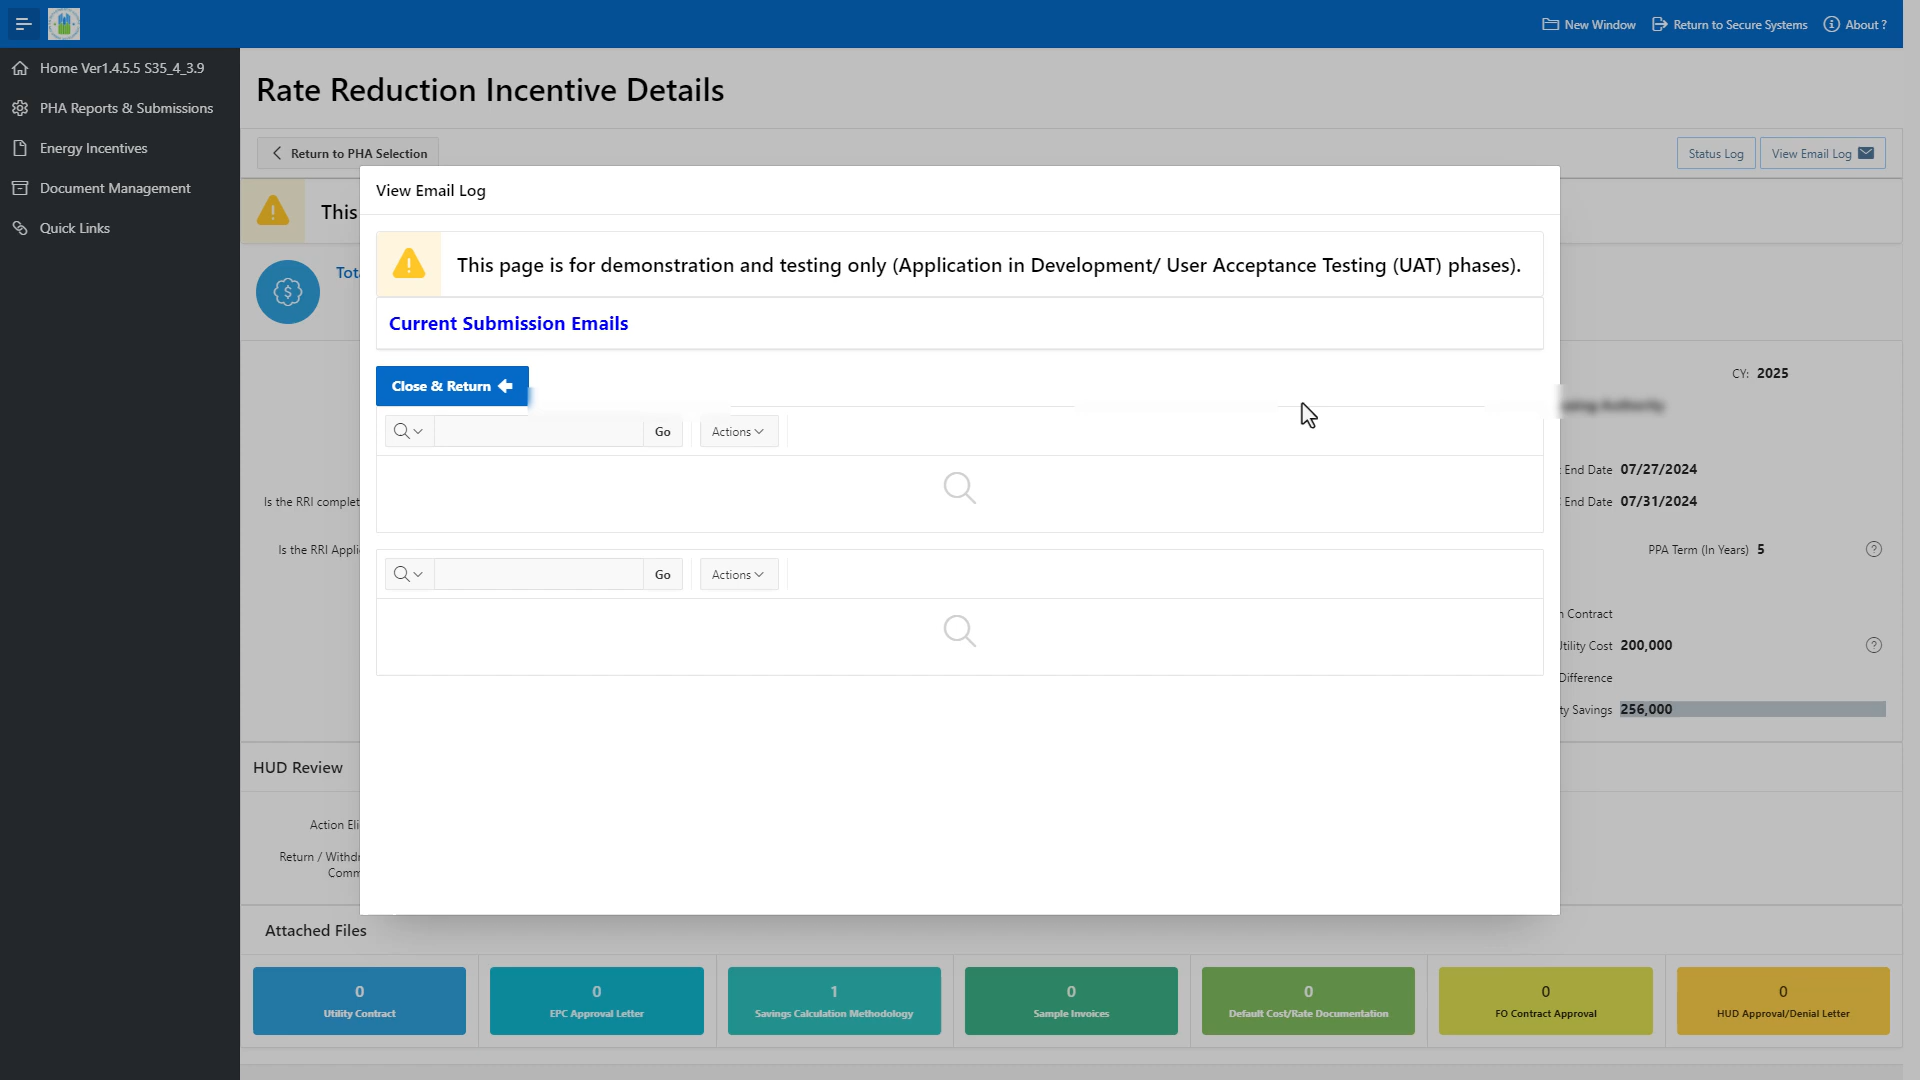 New Window
Return to Secure Systems
About ?
Home Ver1.4.5.5 S35_4_3.9
PHA Reports & Submissions
Energy Incentives
Document Management
Quick Links
Rate Reduction Incentive Details
Return to PHA Selection
Status Log
View Email Log
This
Tot
View Email Log
This page is for demonstration and testing only (Application in Development/ User Acceptance Testing (UAT) phases).
Current Submission Emails
Close & Return
Go
Actions
Go
Actions
CY: 2025
Authority
End Date 07/27/2024
Is the RRI complet
End Date 07/31/2024
Is the RRI Appli
PPA Term (In Years) 5
Contract
Utility Cost 200,000
Difference
ty Savings 256,000
HUD Review
Action Eli
Return / Withdr
Comm
Attached Files
0
Utility Contract
0
EPC Approval Letter
1
Savings Calculation Methodology
0
Sample Invoices
0
Default Cost/Rate Documentation
0
FO Contract Approval
0
HUD Approval/Denial Letter